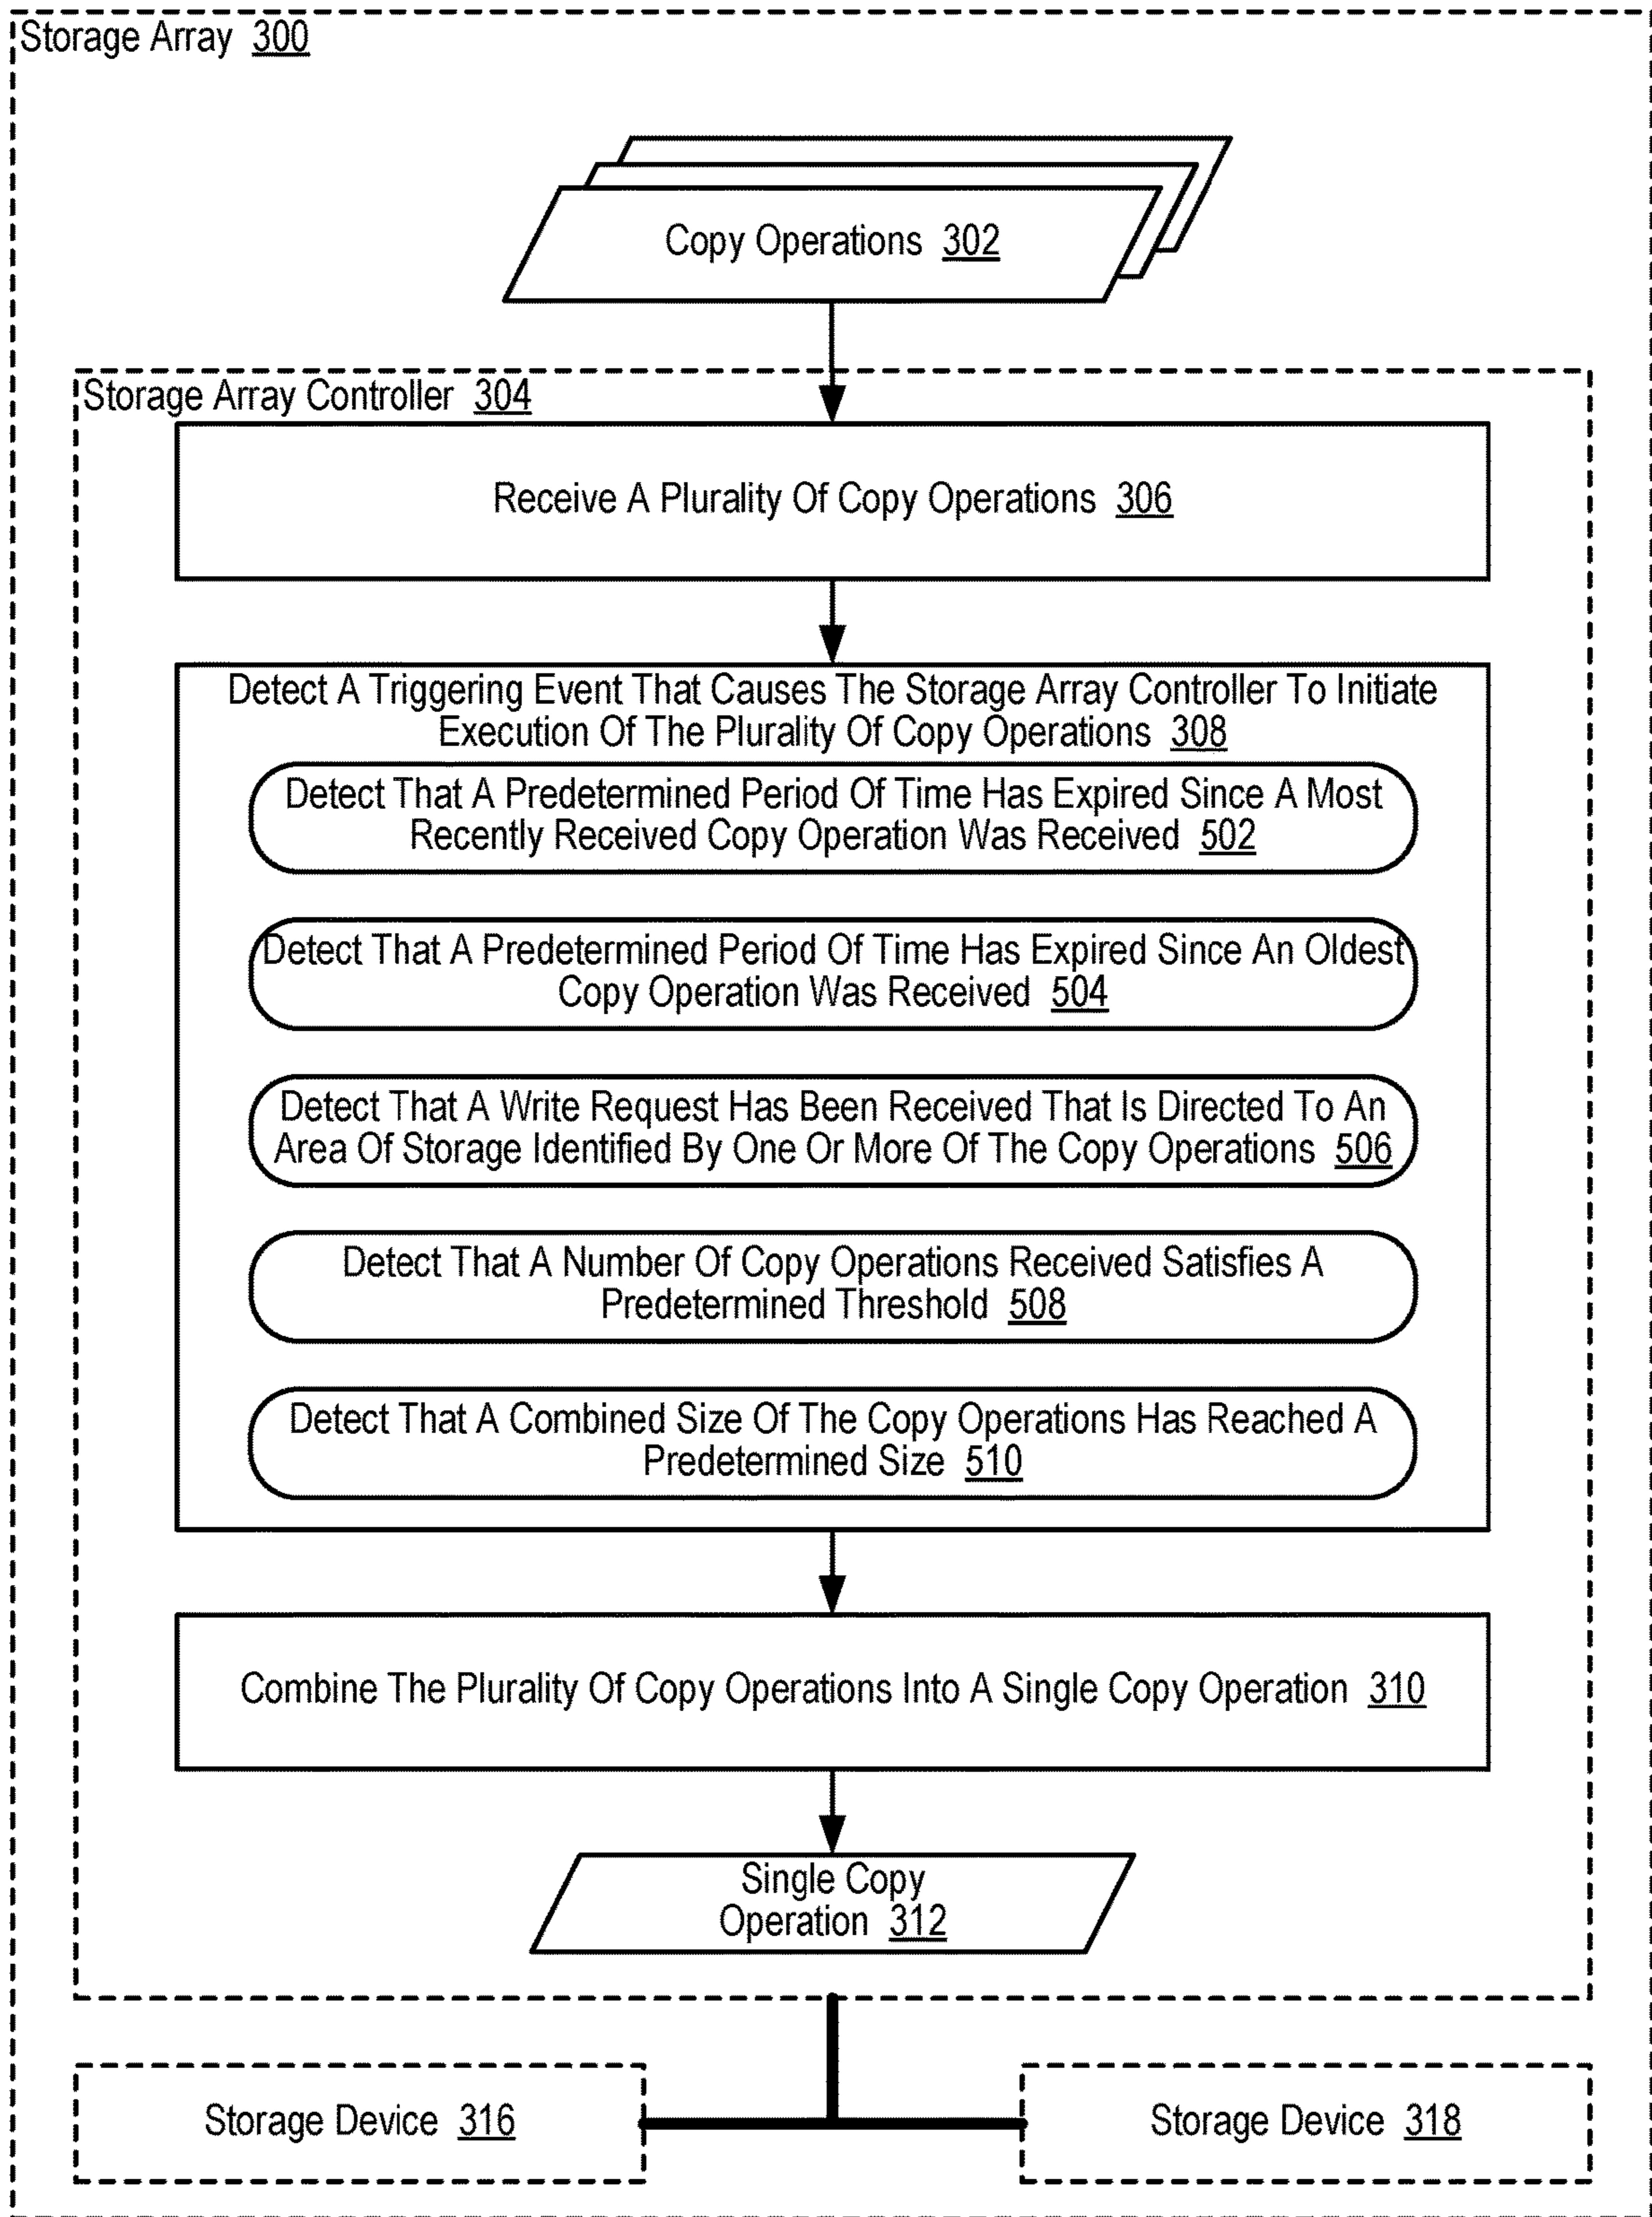 Storage Array 300
Copy Operations 302
Storage Array Controller 304
Receive A Plurality Of Copy Operations 306
Detect A Triggering Event That Causes The Storage Array Controller To Initiate
Execution Of The Plurality Of Copy Operations 308
Detect That A Predetermined Period Of Time Has Expired Since A Most
Recently Received Copy Operation Was Received 502
Detect That A Predetermined Period Of Time Has Expired Since An Oldest
Copy Operation Was Received 504
Detect That A Write Request Has Been Received That Is Directed To An
Area Of Storage Identified By One Or More Of The Copy Operations 506
Detect That A Number Of Copy Operations Received Satisfies A
Predetermined Threshold 508
Detect That A Combined Size Of The Copy Operations Has Reached A
Predetermined Size 510
Combine The Plurality Of Copy Operations Into A Single Copy Operation 310
Single Copy
Operation 312
Storage Device 316
Storage Device 318